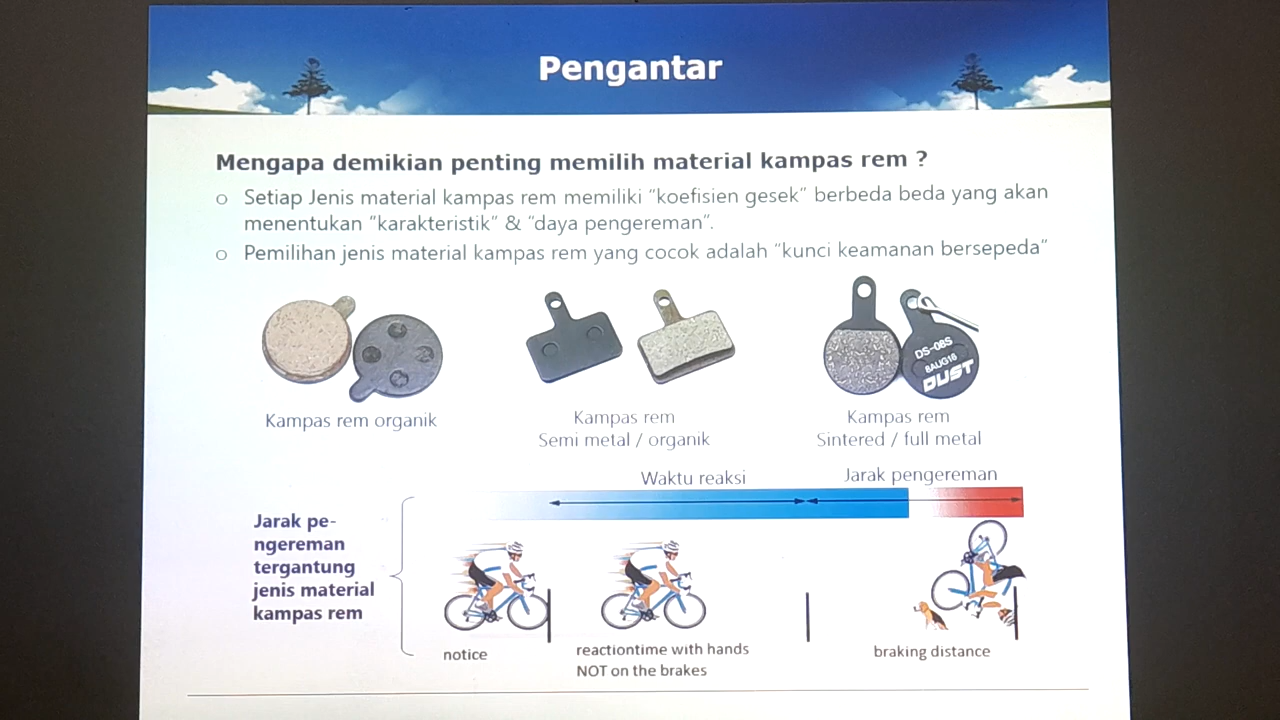 Pengantar
Mengapa demikian penting memilih material kampas rem ?
o Setiap Jenis material kampas rem memiliki “koefisien gesek” berbeda beda yang akan
menentukan “karakteristik” & “daya pengereman”.
o Pemilihan jenis material kampas rem yang cocok adalah “kunci keamanan bersepeda”
DS-08S
8AUG16
DUST
Kampas rem organik
Kampas rem
Semi metal / organik
Kampas rem
Sintered / full metal
Waktu reaksi
Jarak pengereman
Jarak pe-
ngereman
tergantung
jenis material
kampas rem
notice
reactiontime with hands
NOT on the brakes
braking distance